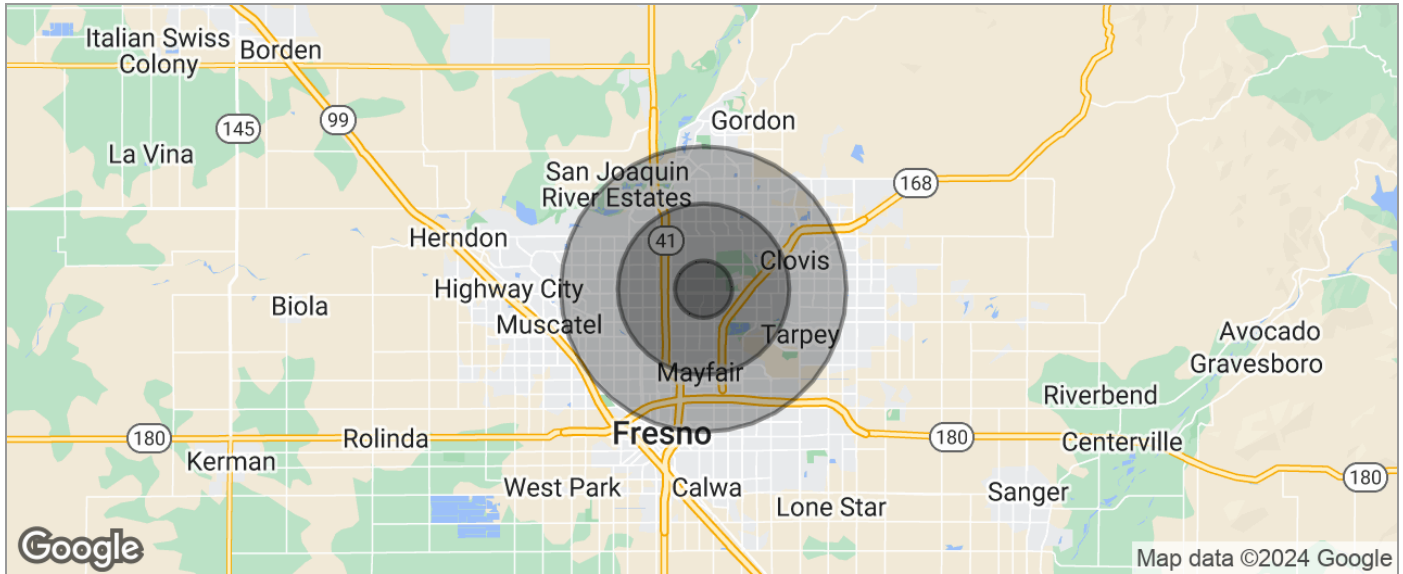 Italian Swiss
Colony
Borden
Gordon
99
145
La Vina
San Joaquin
River Estates
168
Herndon
41
Clovis
Highway City
Biola
Muscatel
Tarpey
Avocado
Gravesboro
Mayfair
Riverbend
180
Rolinda
Fresno
180
Centerville
Kerman
180
West Park
Calwa
Sanger
Lone Star
Google
Map data ©2024 Google